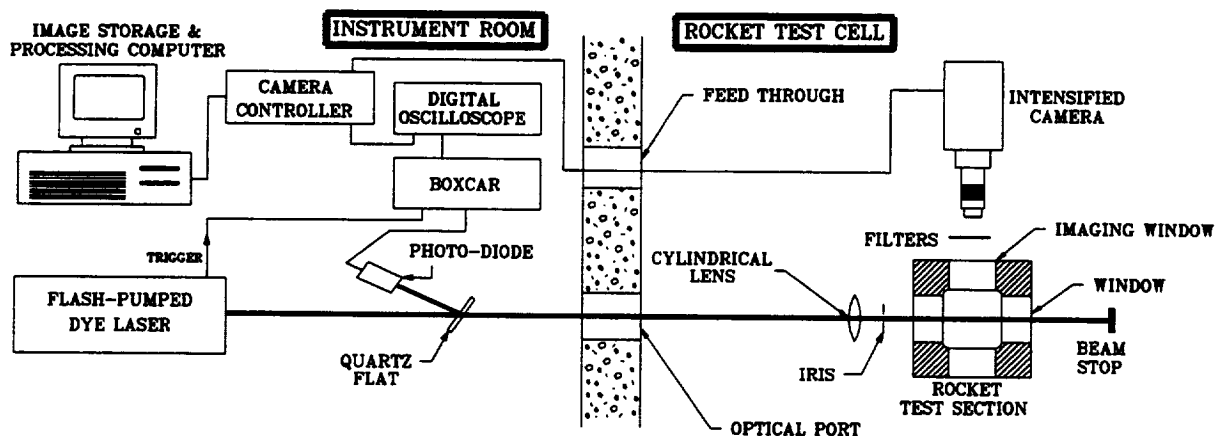 IMAGE STORAGE &
PROCESSING COMPUTER
INSTRUMENT ROOM
ROCKET TEST CELL
CAMERA
CONTROLLER
DIGITAL
OSCILLOSCOPE
FEED THROUGH
INTENSIFIED
CAMERA
BOXCAR
TRIGGER
PHOTO-DIODE
FILTERS
IMAGING WINDOW
CYLINDRICAL
LENS
WINDOW
FLASH-PUMPED
DYE LASER
QUARTZ
FLAT
IRIS
BEAM
STOP
ROCKET
TEST SECTION
OPTICAL PORT